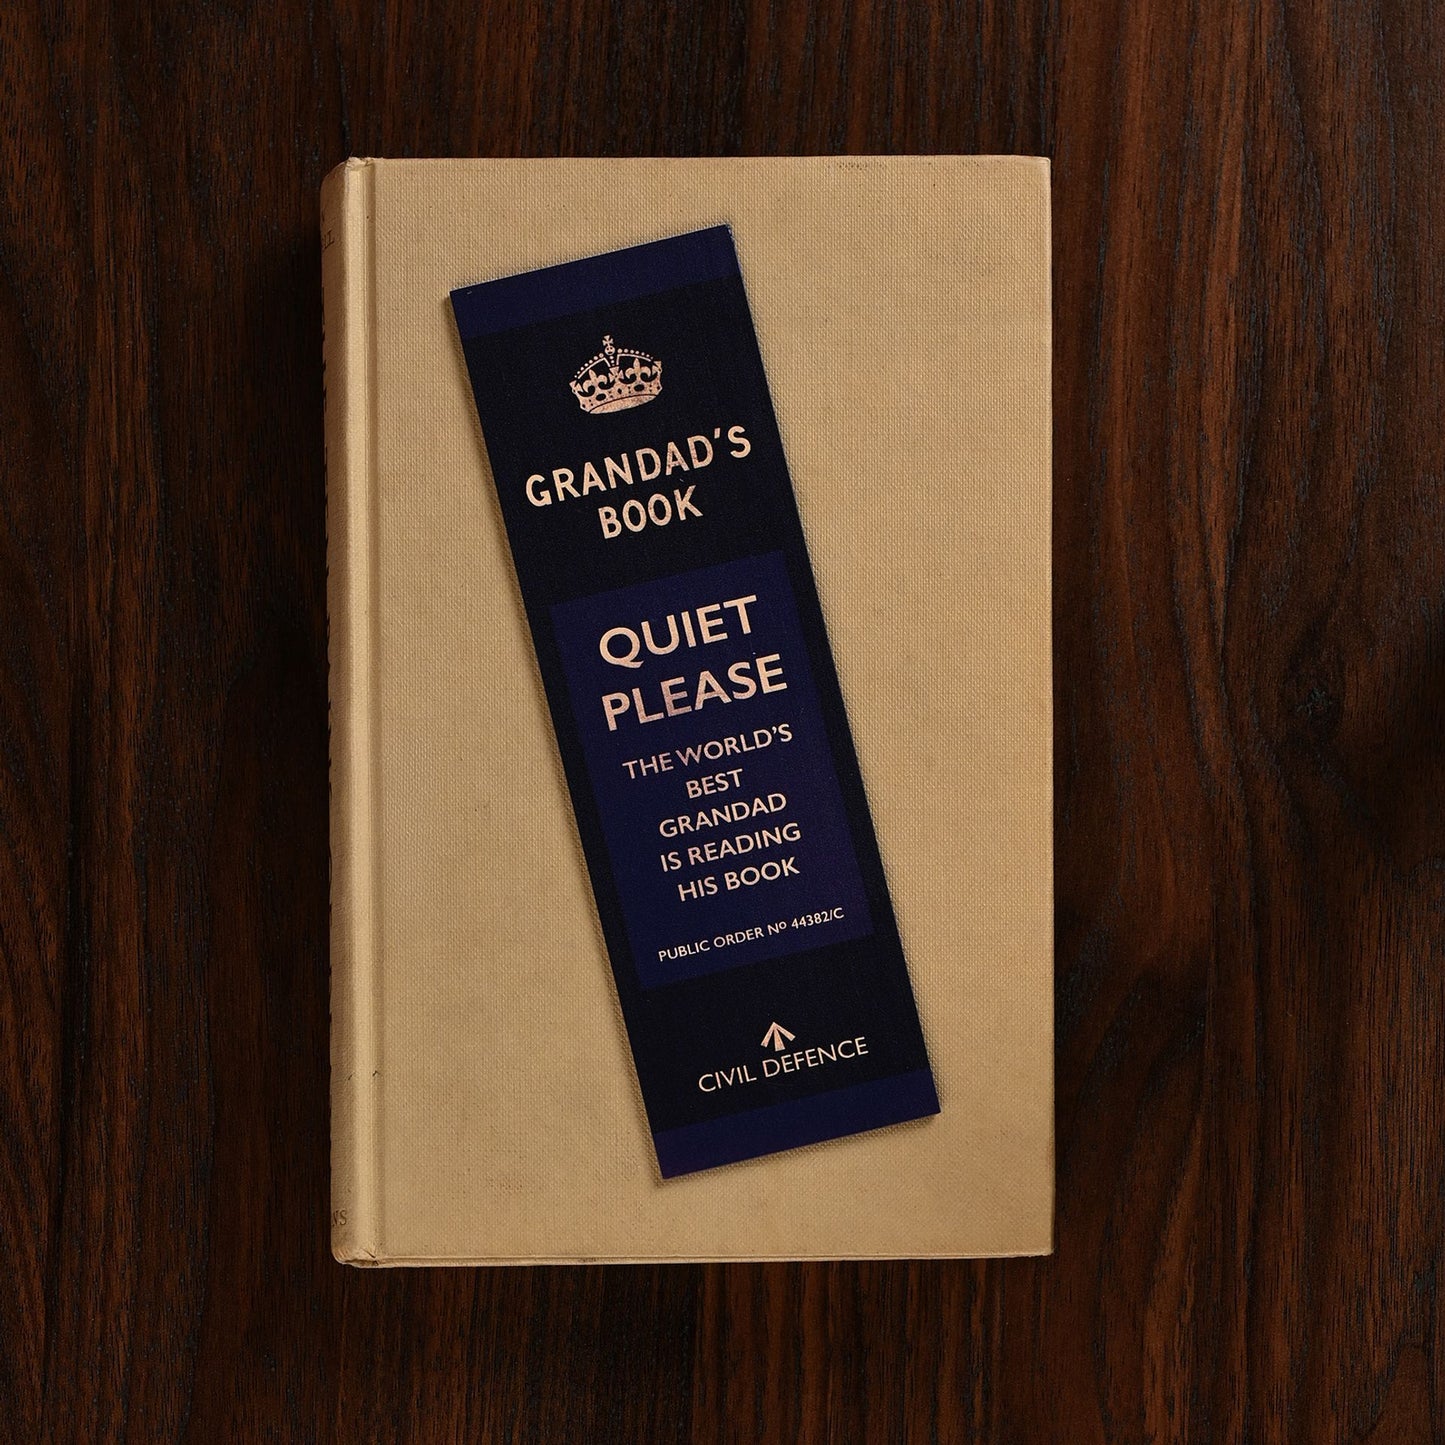 GRANDAD'S
BOOK
QUIET
PLEASE
THE WORLD'S
BEST
GRANDAD
IS READING
HIS BOOK
PUBLIC ORDER Nº 44382/C
CIVIL DEFENCE